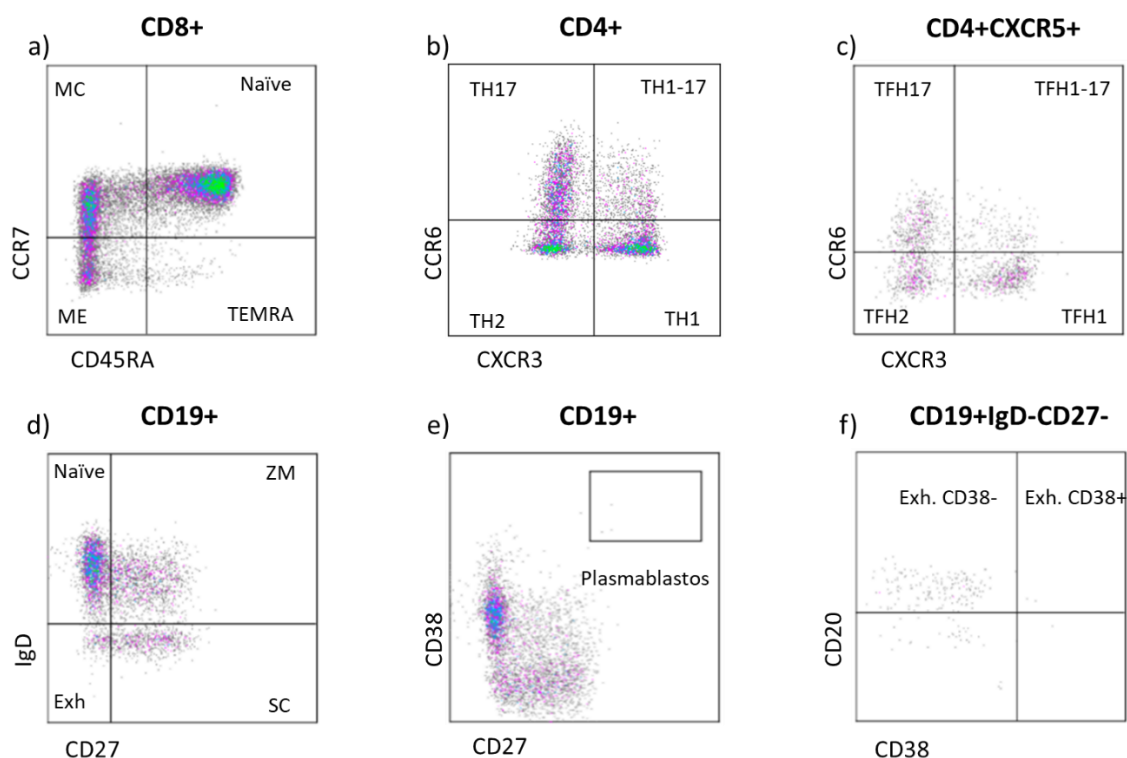 a) CD8+
MC
Naïve
CCR7
ME
TEMRA
CD45RA
b) CD4+
TH17
TH1-17
CCR6
TH2
TH1
CXCR3
c) CD4+CXCR5+
TFH17
TFH1-17
CCR6
TFH2
TFH1
CXCR3
d) CD19+
Naïve
ZM
IgD
Exh
SC
CD27
e) CD19+
Plasmablastos
CD38
CD27
f) CD19+IgD-CD27-
Exh. CD38-
Exh. CD38+
CD20
CD38